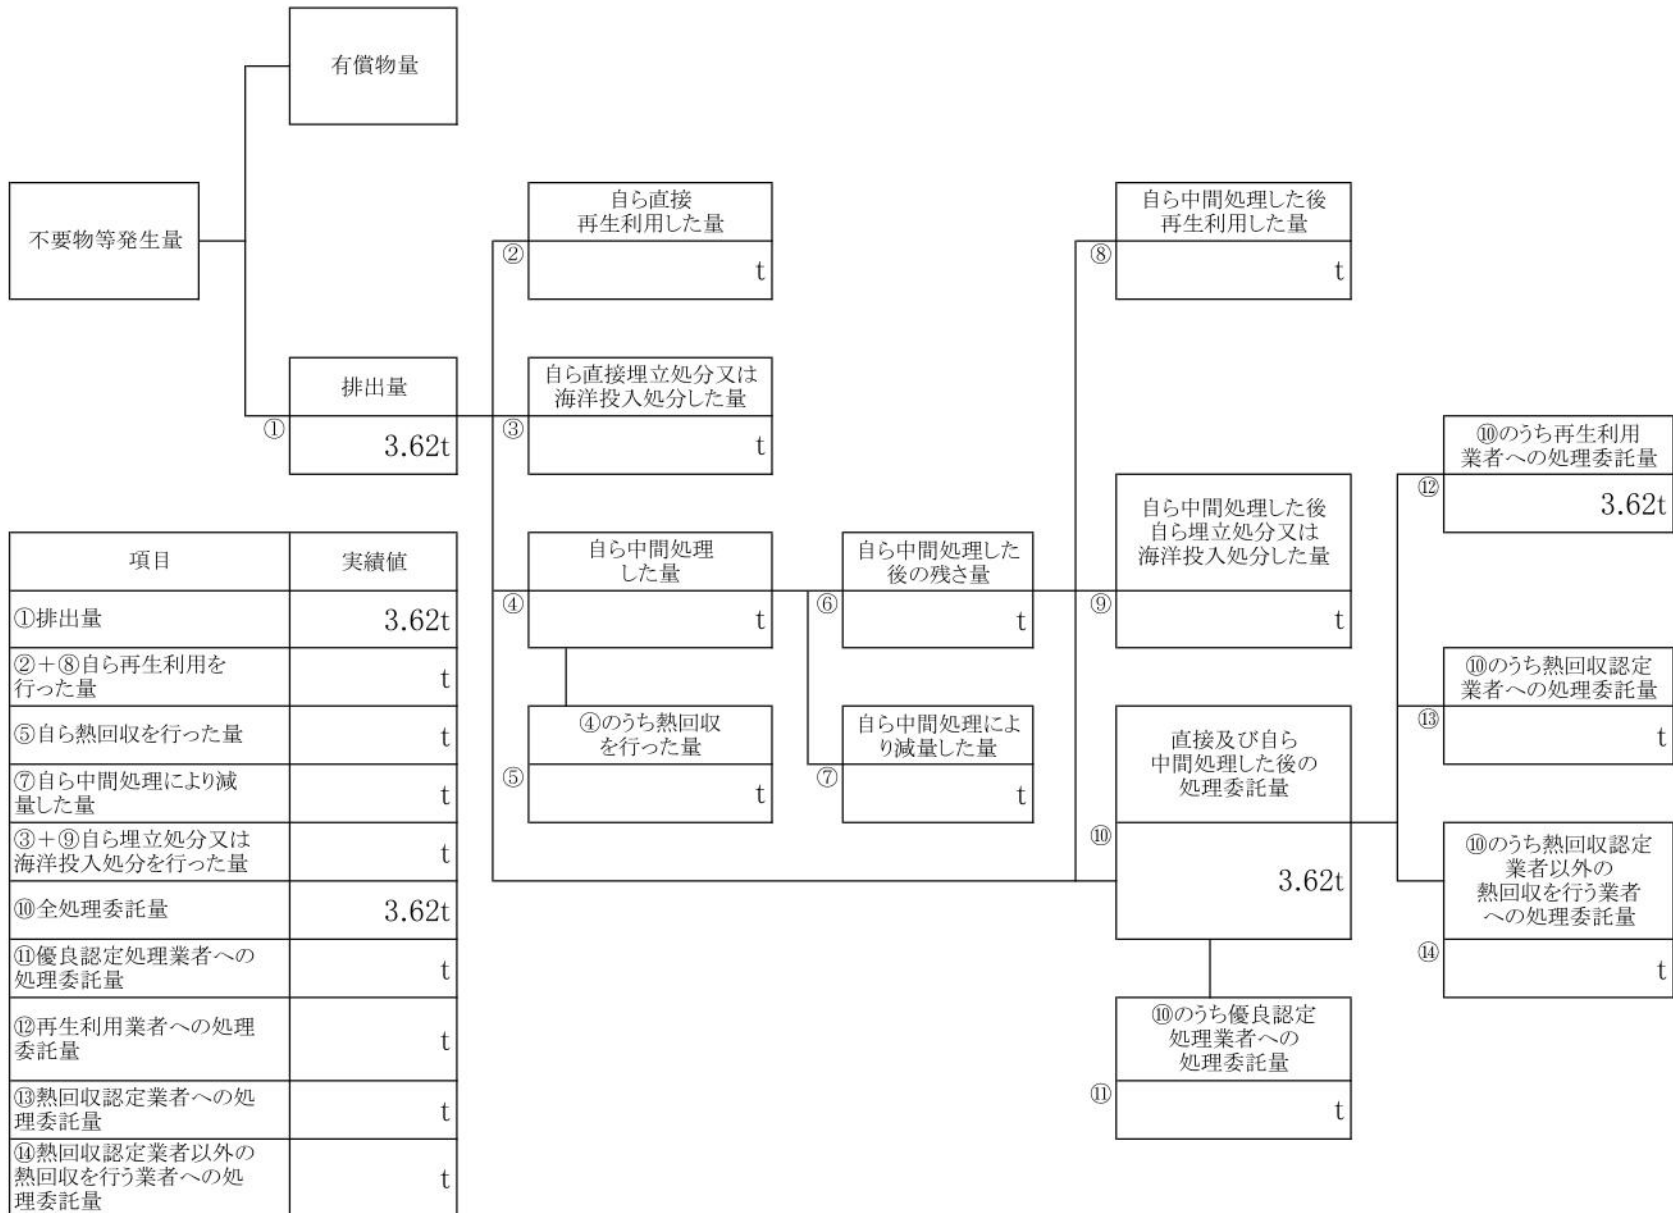 有償物量
不要物等発生量
自ら直接
再生利用した量
②
t
自ら中間処理した後
再生利用した量
⑧
t
排出量
①
3.62t
自ら直接埋立処分又は
海洋投入処分した量
③
t
⑩のうち再生利用
業者への処理委託量
⑫
3.62t
自ら中間処理
した量
④
t
自ら中間処理した
後の残さ量
⑥
t
自ら中間処理した後
自ら埋立処分又は
海洋投入処分した量
⑨
t
⑩のうち熱回収認定
業者への処理委託量
⑬
t
④のうち熱回収
を行った量
⑤
t
自ら中間処理によ
り減量した量
⑦
t
直接及び自ら
中間処理した後の
処理委託量
⑩
3.62t
⑩のうち熱回収認定
業者以外の
熱回収を行う業者
への処理委託量
⑭
t
⑩のうち優良認定
処理業者への
処理委託量
⑪
t
項目 実績値
①排出量 3.62t
②+⑧自ら再生利用を
行った量
t
⑤自ら熱回収を行った量 t
⑦自ら中間処理により減
量した量
t
③+⑨自ら埋立処分又は
海洋投入処分を行った量
t
⑩全処理委託量 3.62t
⑪優良認定処理業者への
処理委託量
t
⑫再生利用業者への処理
委託量
t
⑬熱回収認定業者への処
理委託量
t
⑭熱回収認定業者以外の
熱回収を行う業者への処
理委託量
t